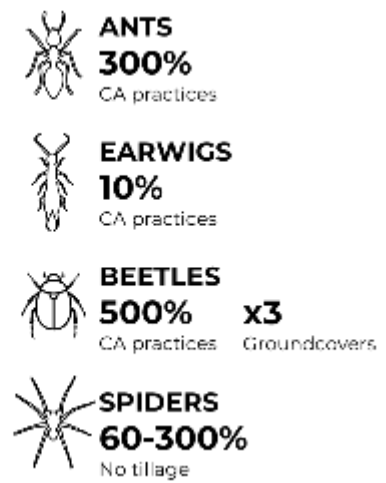 ANTS
300%
CA practices
EARWIGS
10%
CA practices
BEETLES
500% x3
CA practices Groundcovers
SPIDERS
60-300%
No tillage